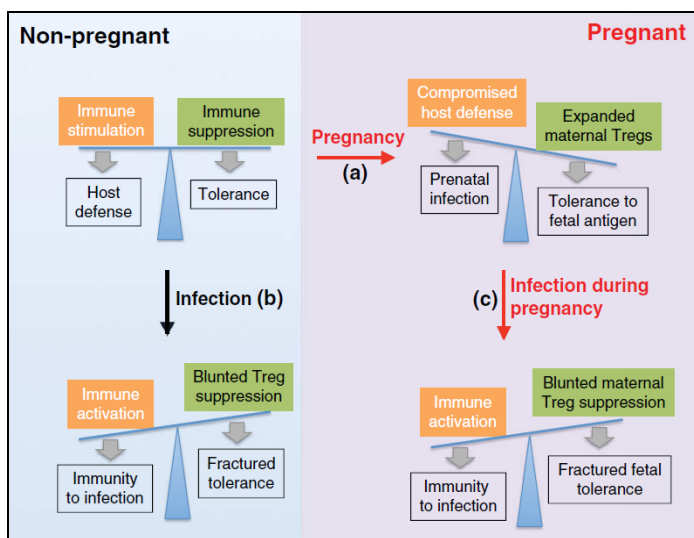 Non-pregnant
Pregnant
Immune
stimulation
Immune
suppression
Host
defense
Tolerance
Pregnancy
(a)
Compromised
host defense
Expanded
maternal Tregs
Prenatal
infection
Tolerance to
fetal antigen
Infection (b)
(c)
Infection during
pregnancy
Immune
activation
Blunted Treg
suppression
Immunity
to infection
Fractured
tolerance
Immune
activation
Blunted maternal
Treg suppression
Immunity
to infection
Fractured fetal
tolerance